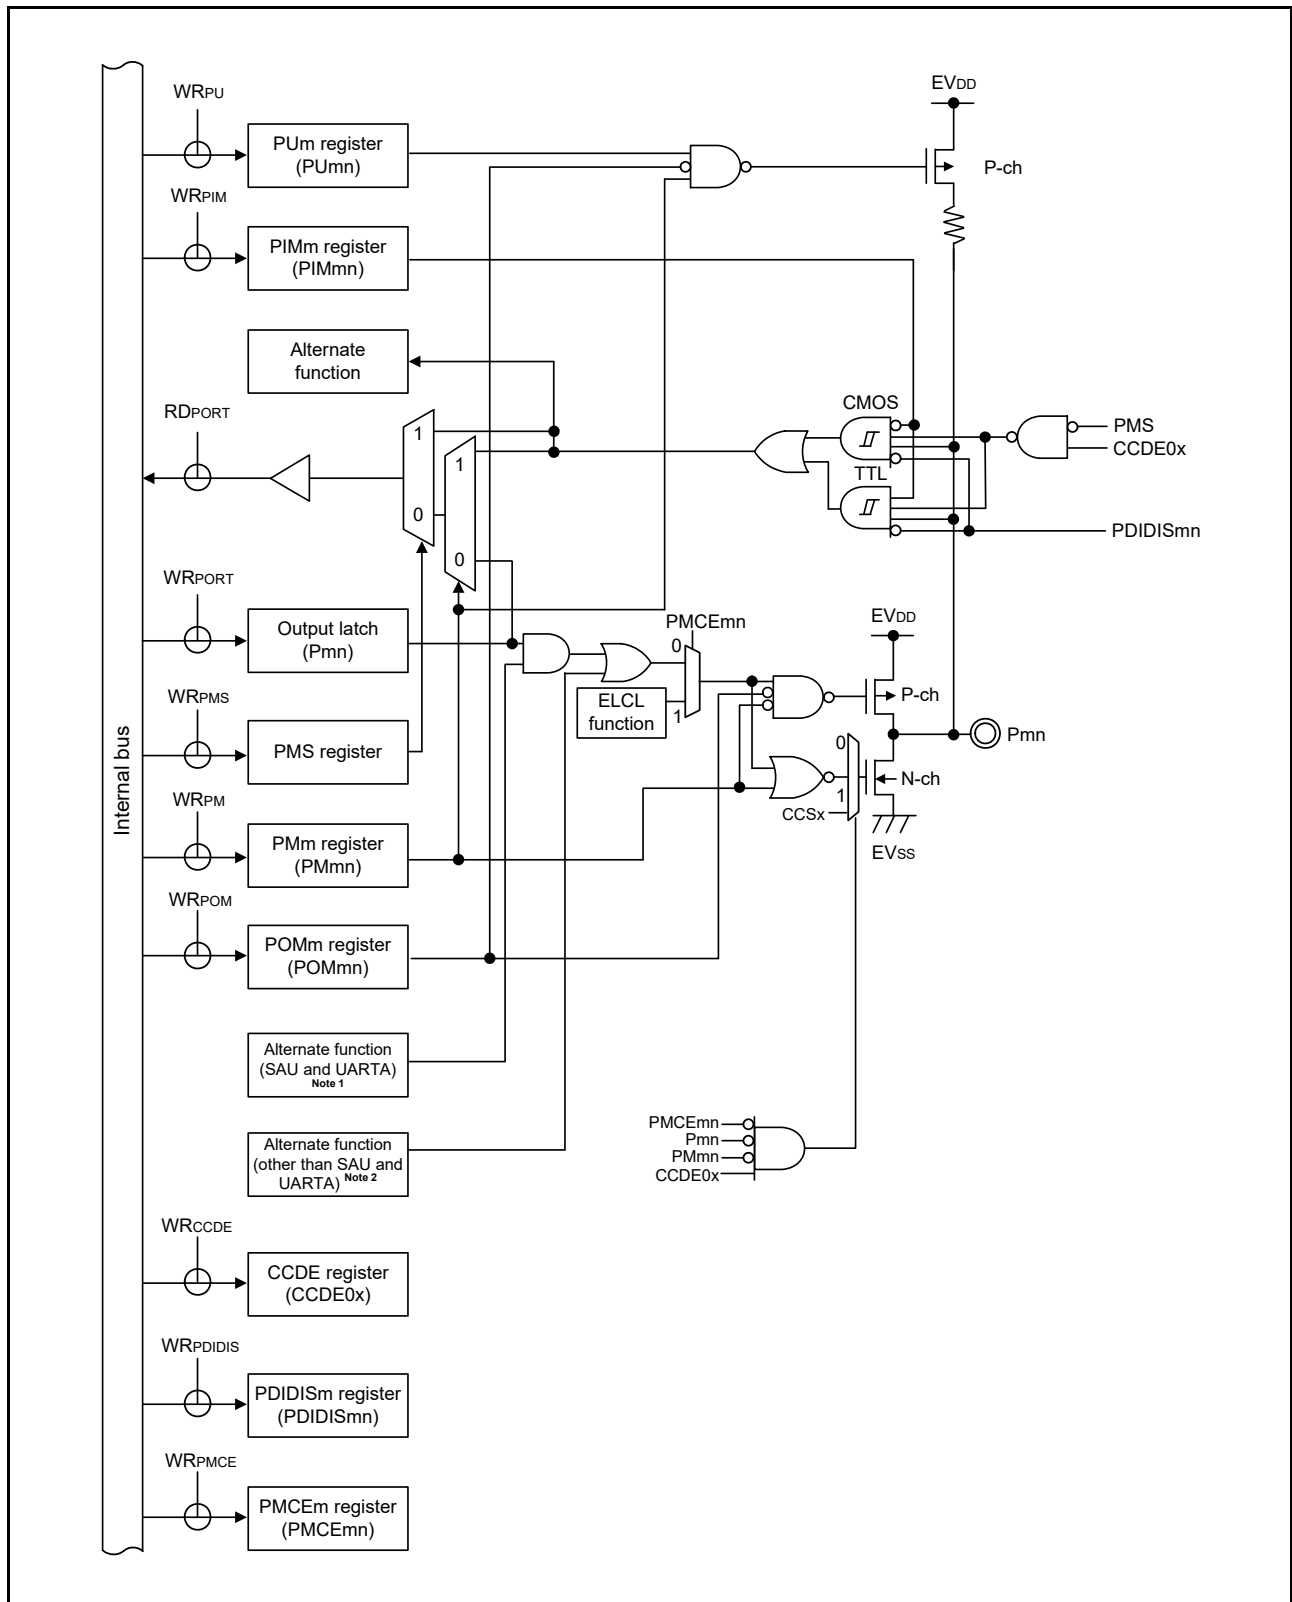 WRPU
EVDD
PUm register
(PUmn)
P-ch
WRPIM
PIMm register
(PIMmn)
Alternate
function
RDPORT
1
0
1
0
CMOS
TTL
PMS
CCDE0x
PDIDISmn
WRPORT
Output latch
(Pmn)
PMCEmn
0
1
ELCL
function
EVDD
P-ch
Pmn
WRPMS
PMS register
Internal bus
0
1
N-ch
CCSx
EVSS
WRPM
PMm register
(PMmn)
WRPOM
POMm register
(POMmn)
Alternate function
(SAU and UARTA)
Note 1
Alternate function
(other than SAU and
UARTA) Note 2
PMCEmn
Pmn
PMmn
CCDE0x
WRCCDE
CCDE register
(CCDE0x)
WRPDIDIS
PDIDISm register
(PDIDISmn)
WRPMCE
PMCEm register
(PMCEmn)